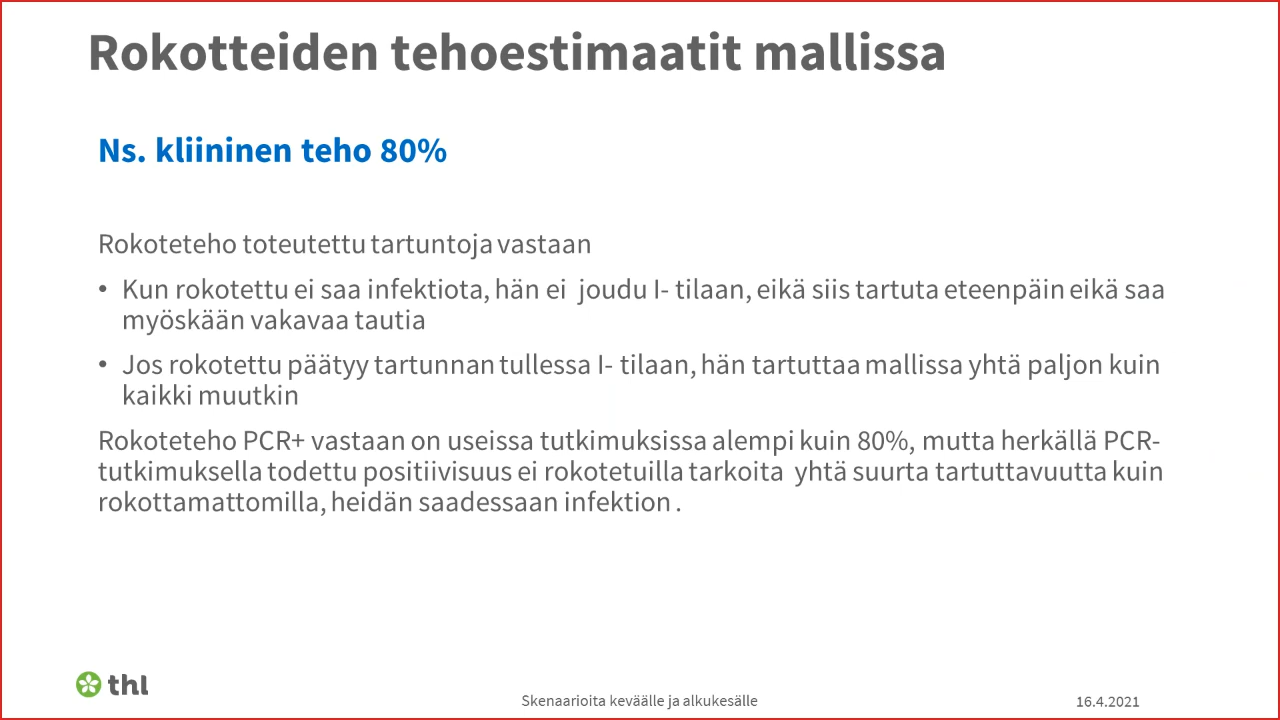 Rokotteiden tehoestimaatit mallissa
Ns. kliininen teho 80%
Rokoteteho toteutettu tartuntoja vastaan
• Kun rokotettu ei saa infektiota, hän ei joudu I- tilaan, eikä siis tartuta eteenpäin eikä saa
myöskään vakavaa tautia
• Jos rokotettu päätyy tartunnan tullessa I- tilaan, hän tartuttaa mallissa yhtä paljon kuin
kaikki muutkin
Rokoteteho PCR+ vastaan on useissa tutkimuksissa alempi kuin 80%, mutta herkällä PCR-
tutkimuksella todettu positiivisuus ei rokotetuilla tarkoita yhtä suurta tartuttavuutta kuin
rokottamattomilla, heidän saadessaan infektion .
thl
Skenaarioita keväälle ja alkukesälle
16.4.2021